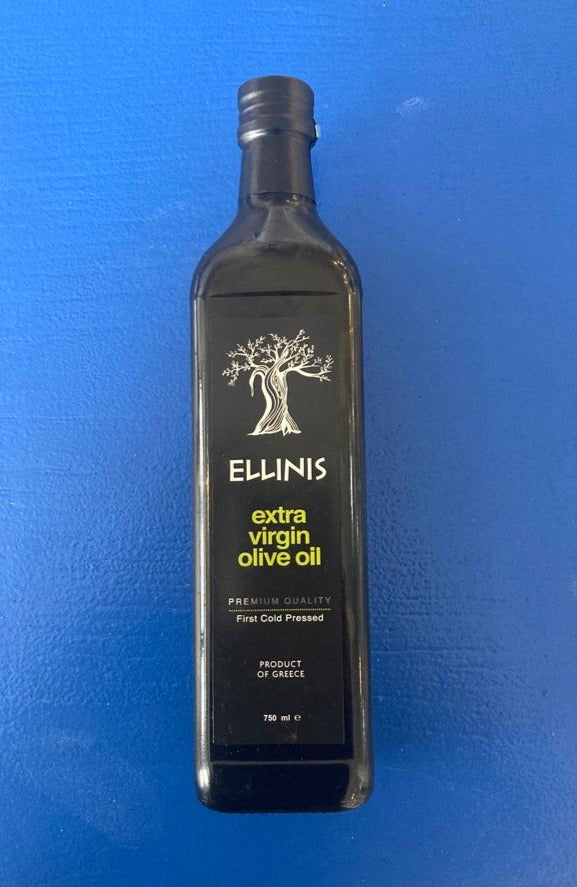 ELLINIS
extra
virgin
olive oil
PREMIUM QUALITY
First Cold Pressed
PRODUCT
OF GREECE
750 ml ℮